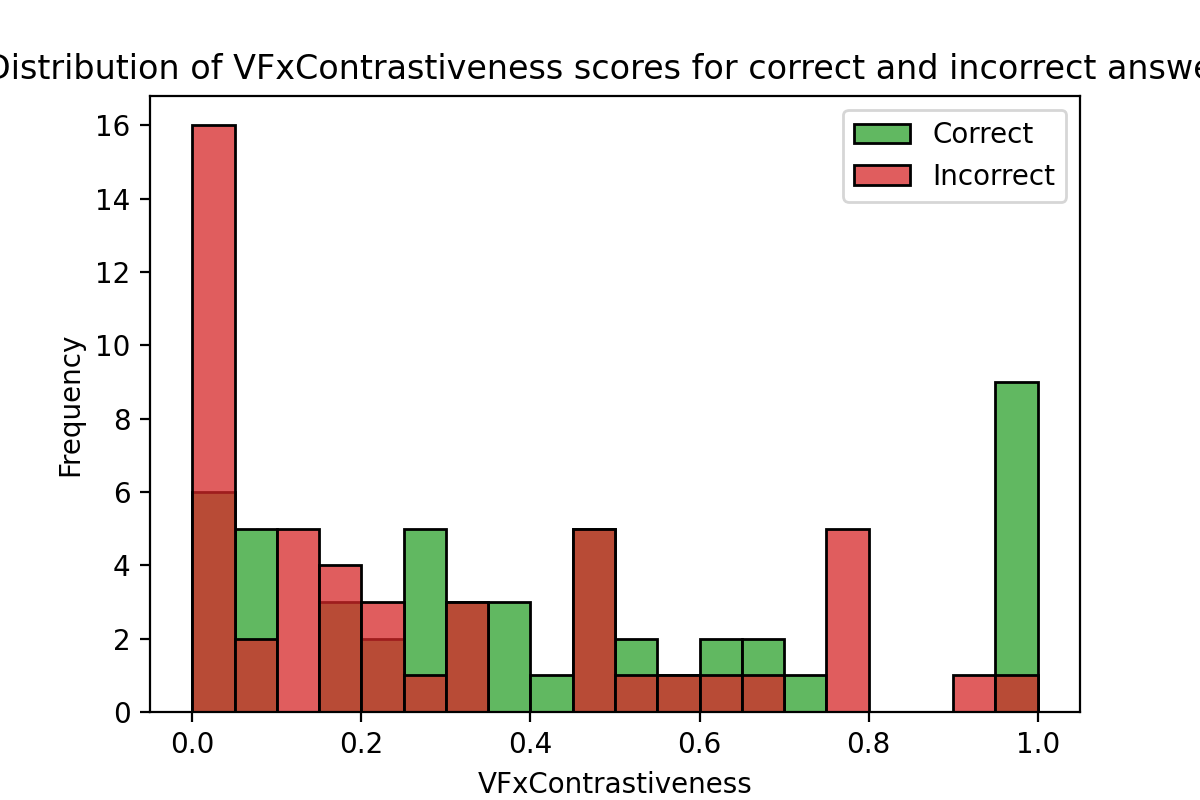 Distribution of VFxContrastiveness scores for correct and incorrect answe
Correct
Incorrect
16
14
12
10
8
6
4
2
0
Frequency
0.0 0.2 0.4 0.6 0.8 1.0
VFxContrastiveness